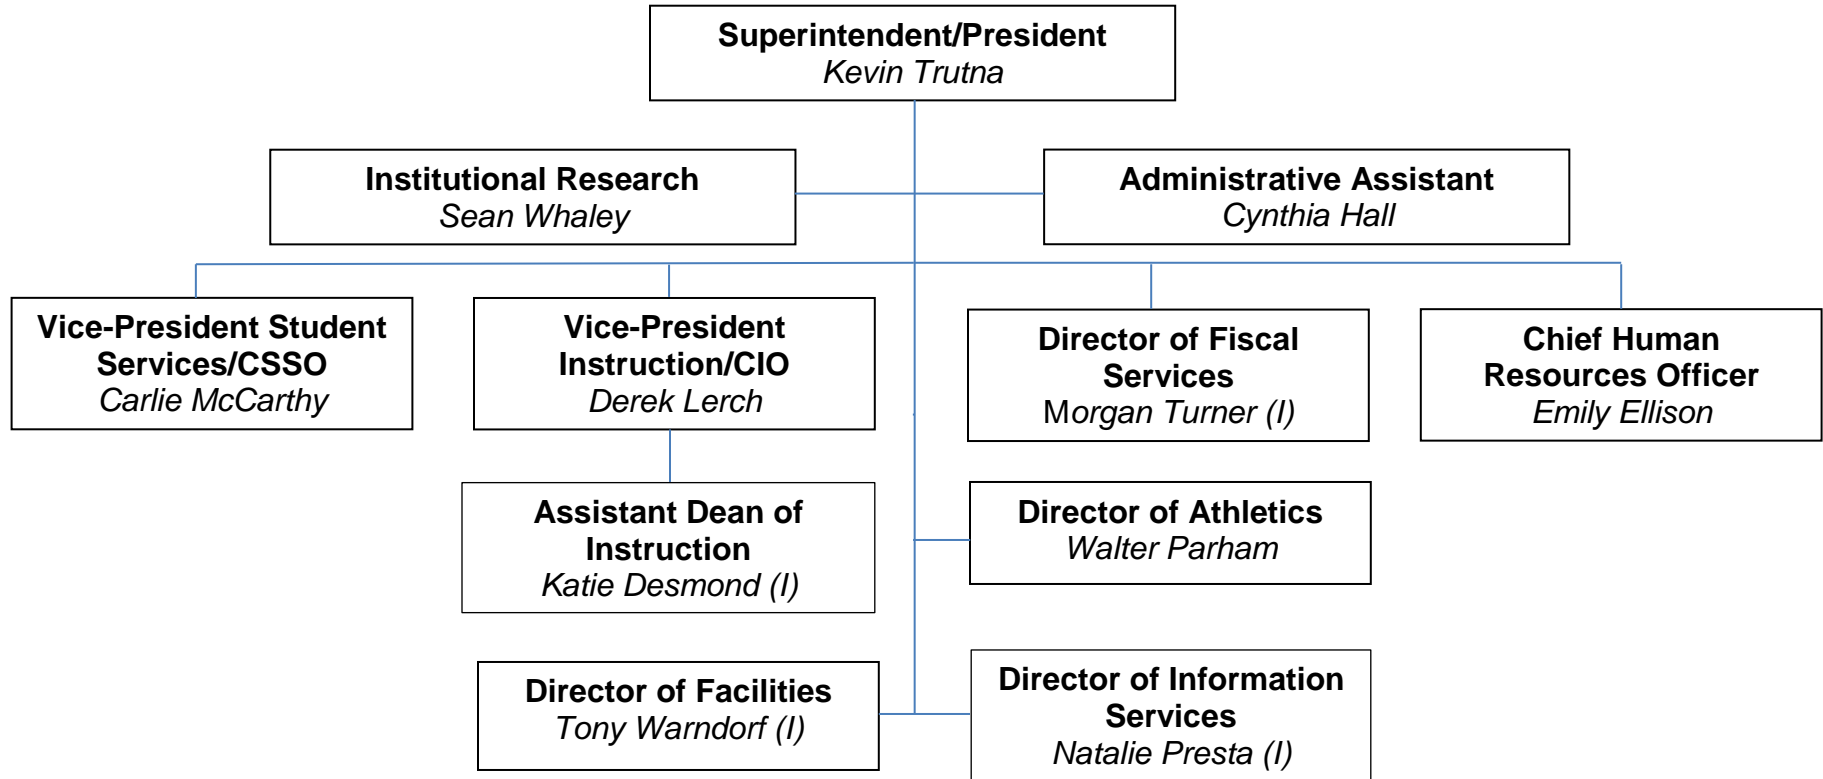 Superintendent/President
Kevin Trutna
Institutional Research
Sean Whaley
Administrative Assistant
Cynthia Hall
Vice-President Student
Services/CSSO
Carlie McCarthy
Vice-President
Instruction/CIO
Derek Lerch
Director of Fiscal
Services
Morgan Turner (I)
Chief Human
Resources Officer
Emily Ellison
Assistant Dean of
Instruction
Katie Desmond (I)
Director of Athletics
Walter Parham
Director of Facilities
Tony Warndorf (I)
Director of Information
Services
Natalie Presta (I)